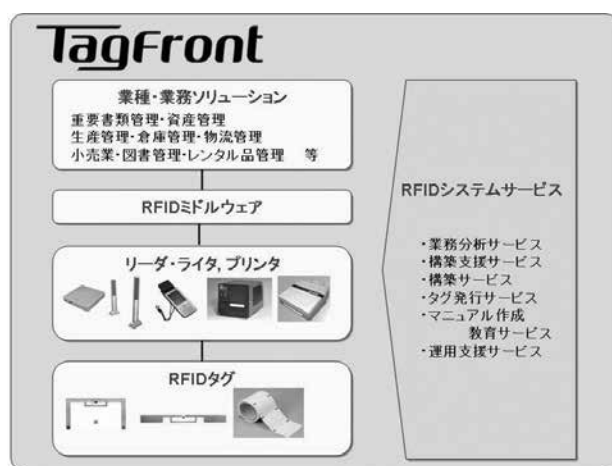 TagFront
業種・業務ソリューション
重要書類管理・資産管理
生産管理・倉庫管理・物流管理
小売業・図書管理・レンタル品管理　等
RFIDミドルウェア
リーダ・ライタ, プリンタ
RFIDタグ
RFIDシステムサービス
・業務分析サービス
・構築支援サービス
・構築サービス
・タグ発行サービス
・マニュアル作成
教育サービス
・運用支援サービス